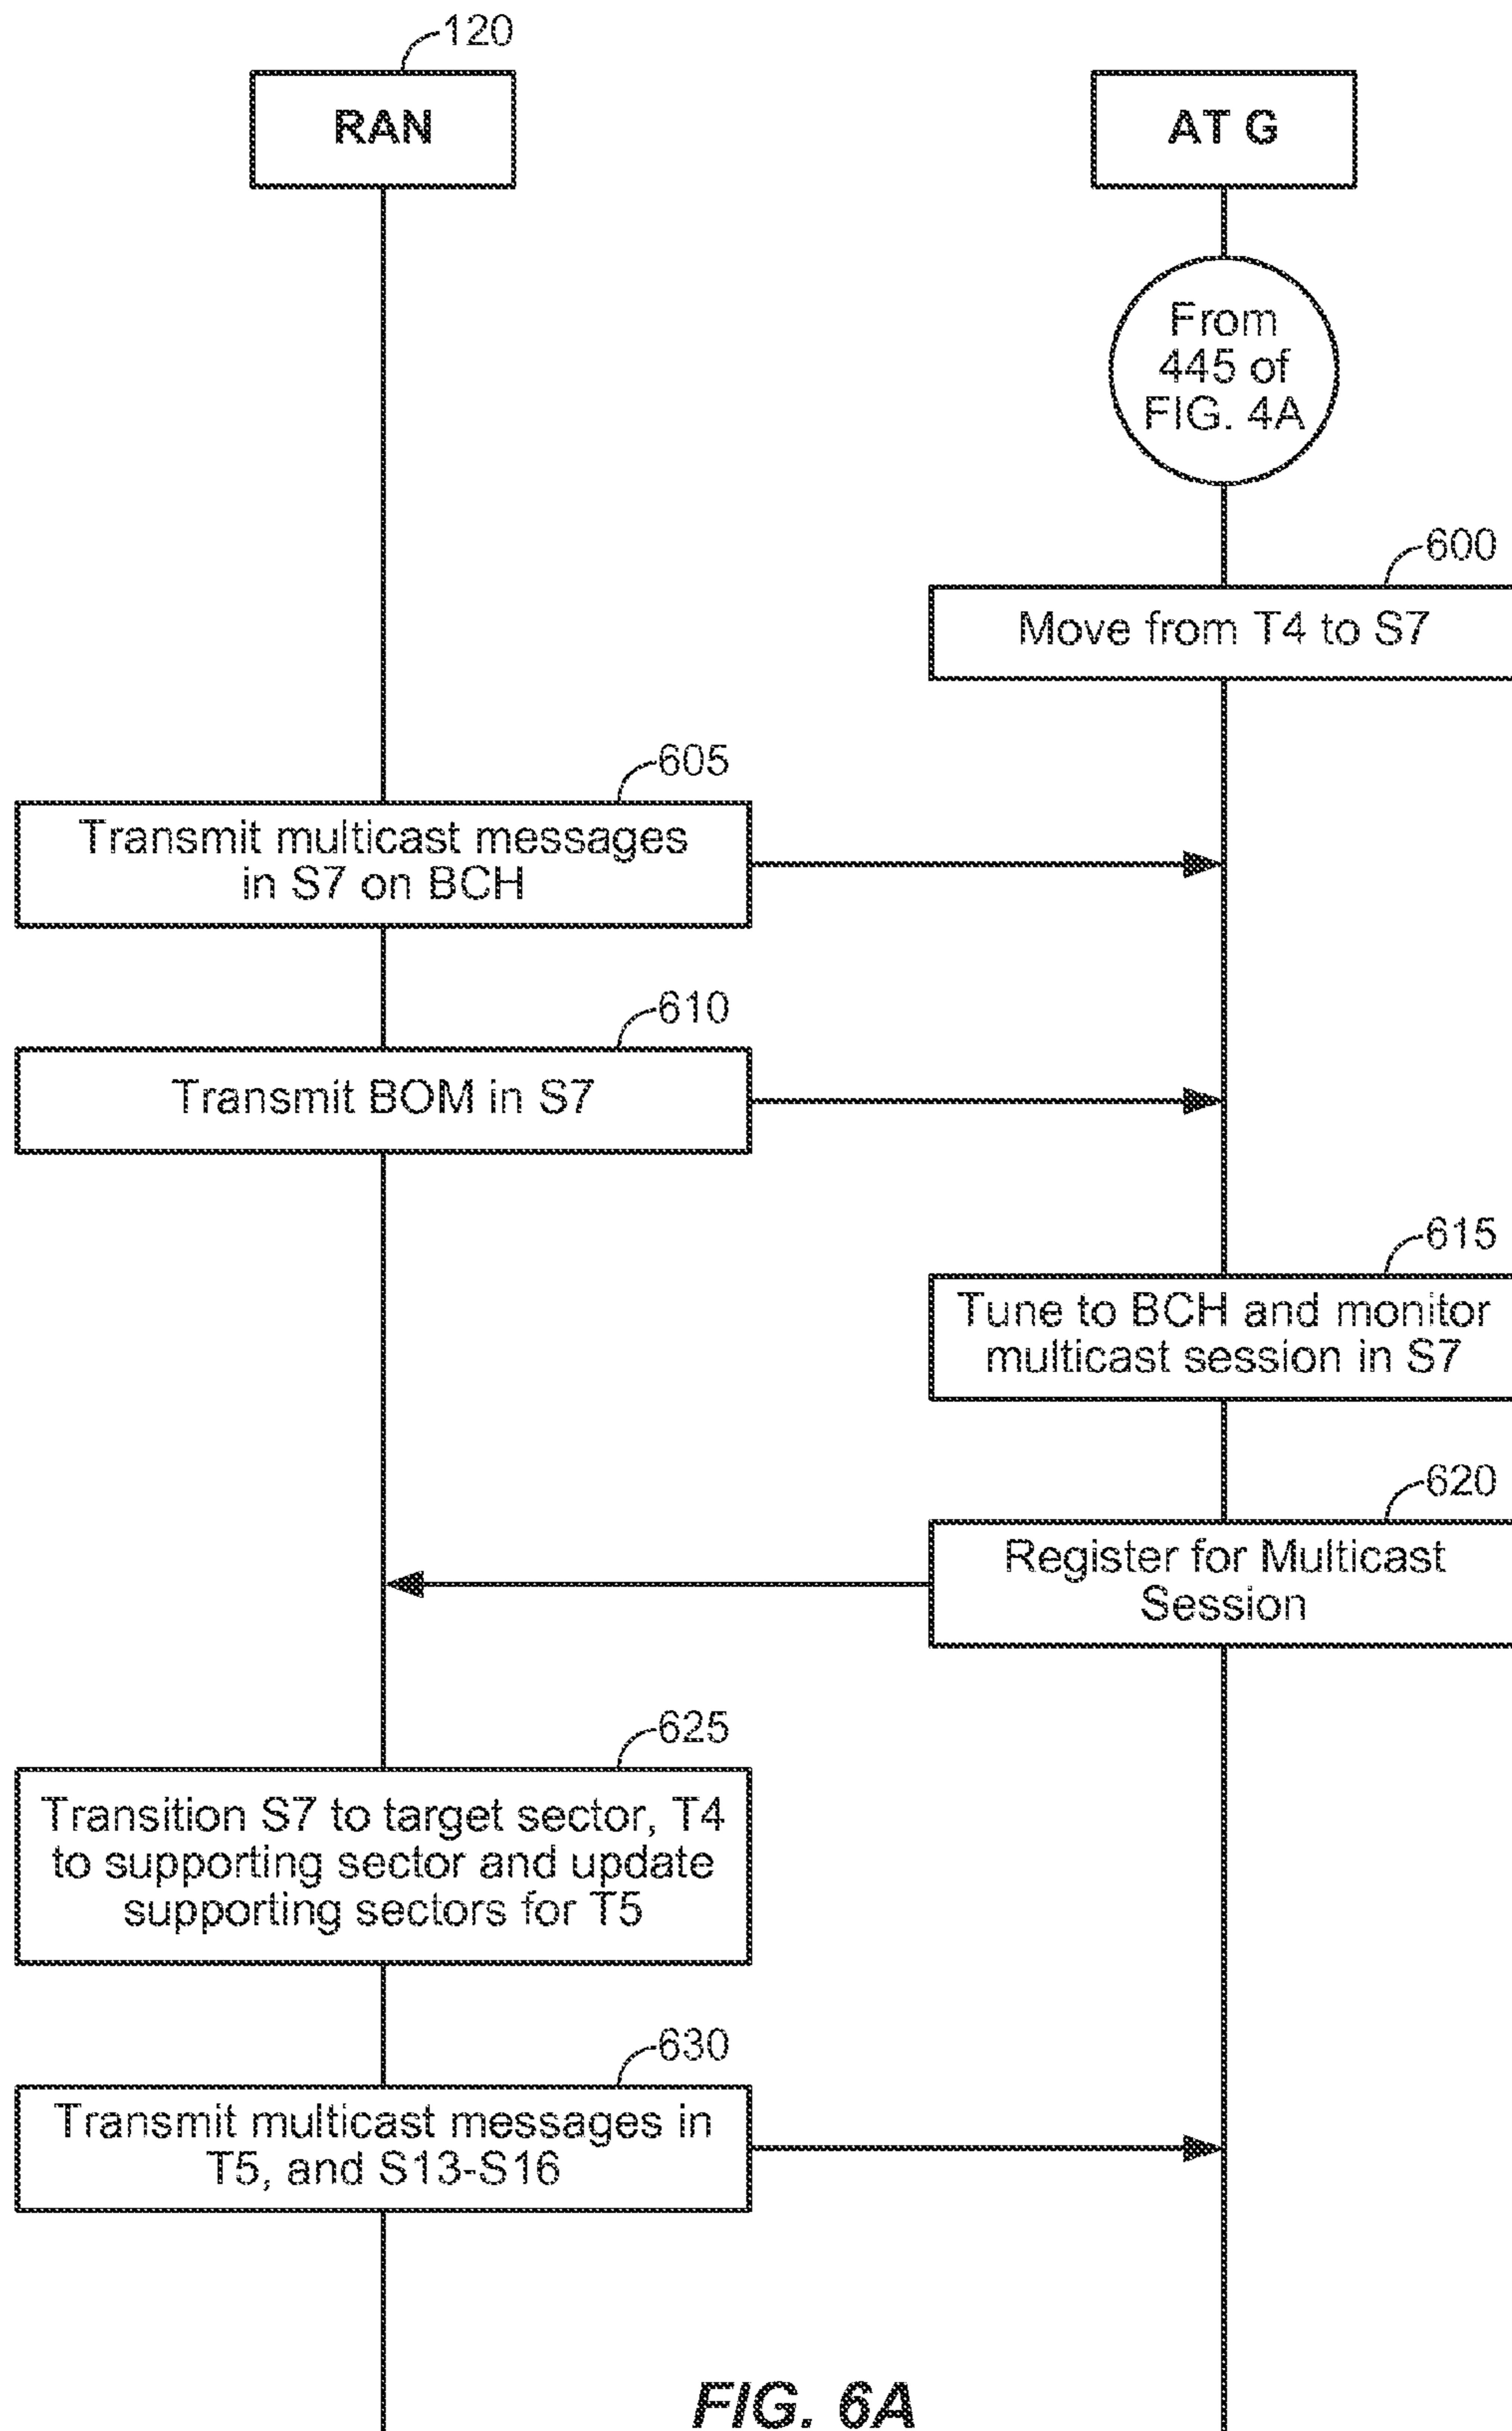 120
RAN
AT G
From
445 of
FIG. 4A
600
Move from T4 to S7
605
Transmit multicast messages
in S7 on BCH
610
Transmit BOM in S7
615
Tune to BCH and monitor
multicast session in S7
620
Register for Multicast
Session
625
Transition S7 to target sector, T4
to supporting sector and update
supporting sectors for T5
630
Transmit multicast messages in
T5, and S13-S16
FIG. 6A